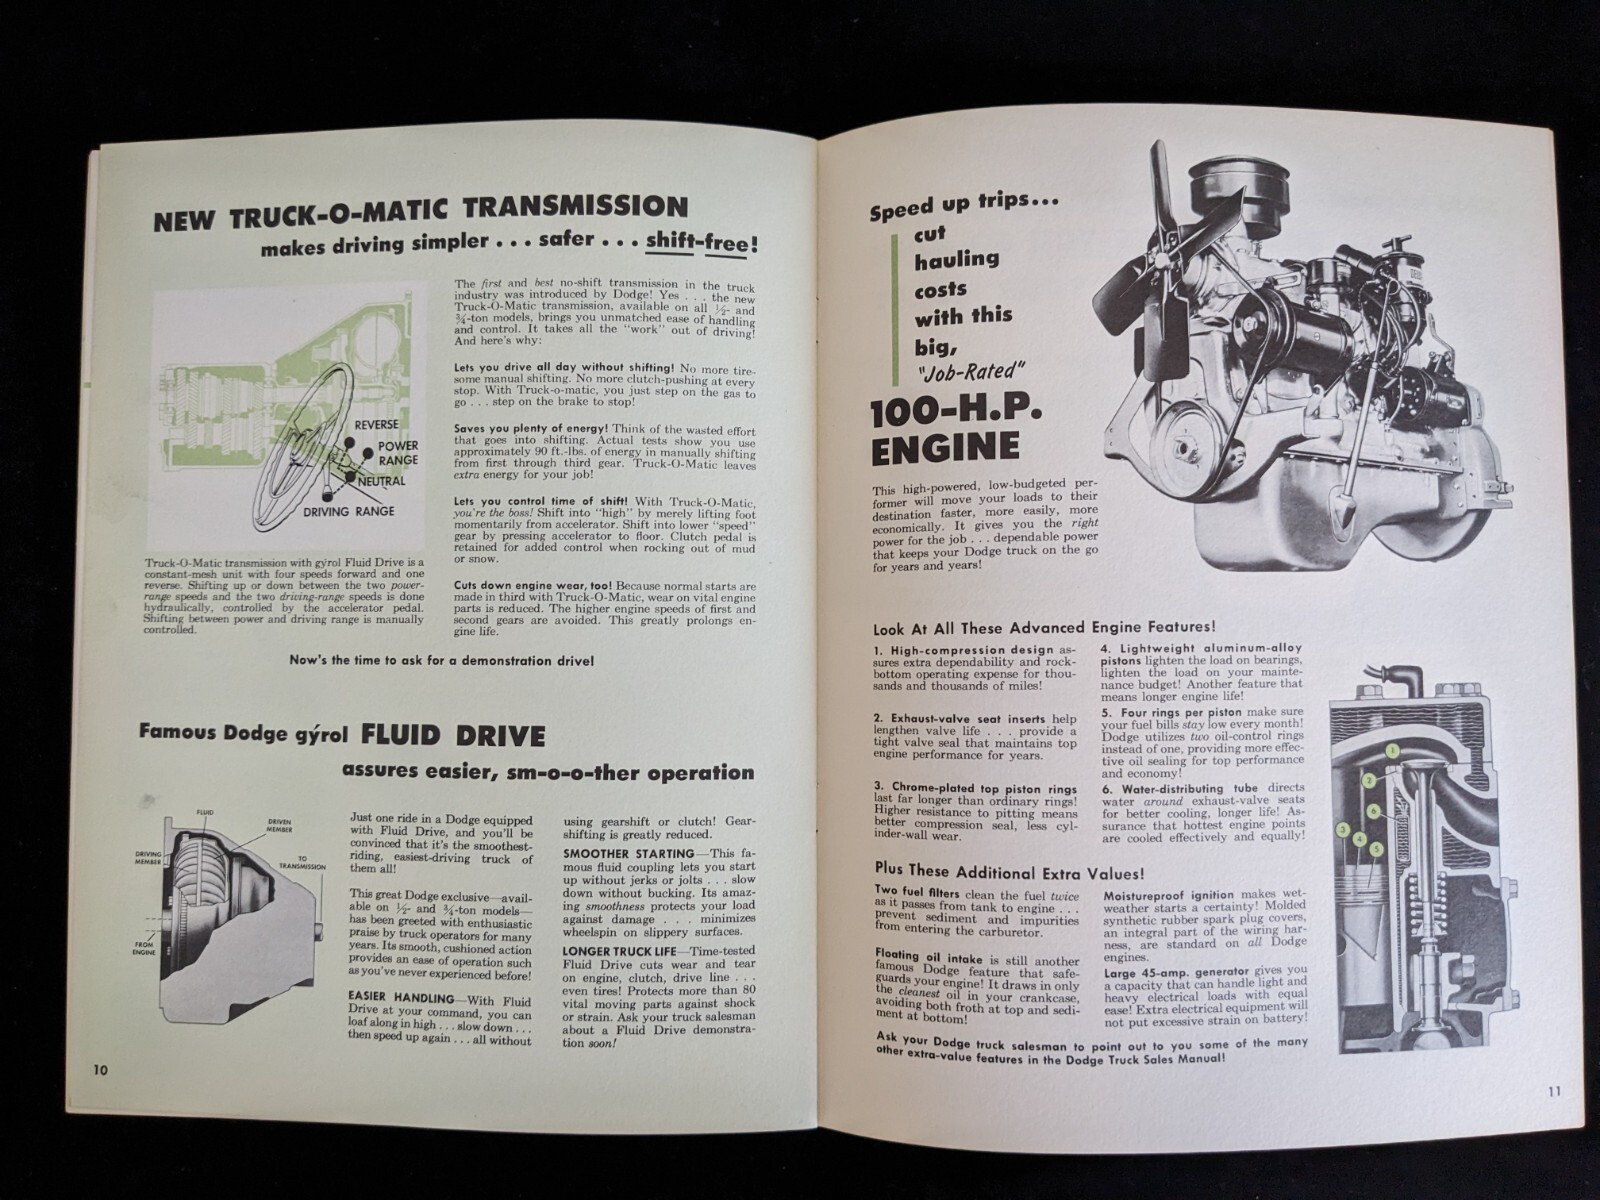 NEW TRUCK-O-MATIC TRANSMISSION
makes driving simpler . . . safer . . . shift-free!
REVERSE
POWER
RANGE
NEUTRAL
DRIVING RANGE
Truck-O-Matic transmission with gýrol Fluid Drive is a
constant-mesh unit with four speeds forward and one
reverse. Shifting up or down between the two power-
range speeds and the two driving-range speeds is done
hydraulically, controlled by the accelerator pedal.
Shifting between power and driving range is manually
controlled.
The first and best no-shift transmission in the truck
industry was introduced by Dodge! Yes . . . the new
Truck-O-Matic transmission, available on all ½- and
¾-ton models, brings you unmatched ease of handling
and control. It takes all the "work" out of driving!
And here's why:
Lets you drive all day without shifting! No more tire-
some manual shifting. No more clutch-pushing at every
stop. With Truck-o-matic, you just step on the gas to
go . . . step on the brake to stop!
Saves you plenty of energy! Think of the wasted effort
that goes into shifting. Actual tests show you use
approximately 90 ft.-lbs. of energy in manually shifting
from first through third gear. Truck-O-Matic leaves
extra energy for your job!
Lets you control time of shift! With Truck-O-Matic,
you're the boss! Shift into "high" by merely lifting foot
momentarily from accelerator. Shift into lower "speed"
gear by pressing accelerator to floor. Clutch pedal is
retained for added control when rocking out of mud
or snow.
Cuts down engine wear, too! Because normal starts are
made in third with Truck-O-Matic, wear on vital engine
parts is reduced. The higher engine speeds of first and
second gears are avoided. This greatly prolongs en-
gine life.
Now's the time to ask for a demonstration drive!
Famous Dodge gýrol FLUID DRIVE
assures easier, sm-o-o-ther operation
FLUID
DRIVEN
MEMBER
DRIVING
MEMBER
TO
TRANSMISSION
FROM
ENGINE
Just one ride in a Dodge equipped
with Fluid Drive, and you'll be
convinced that it's the smoothest-
riding, easiest-driving truck of
them all!
This great Dodge exclusive—avail-
able on ½- and ¾-ton models—
has been greeted with enthusiastic
praise by truck operators for many
years. Its smooth, cushioned action
provides an ease of operation such
as you've never experienced before!
EASIER HANDLING—With Fluid
Drive at your command, you can
loaf along in high . . . slow down . . .
then speed up again . . . all without
using gearshift or clutch! Gear-
shifting is greatly reduced.
SMOOTHER STARTING—This fa-
mous fluid coupling lets you start
up without jerks or jolts . . . slow
down without bucking. Its amaz-
ing smoothness protects your load
against damage . . . minimizes
wheelspin on slippery surfaces.
LONGER TRUCK LIFE—Time-tested
Fluid Drive cuts wear and tear
on engine, clutch, drive line . . .
even tires! Protects more than 80
vital moving parts against shock
or strain. Ask your truck salesman
about a Fluid Drive demonstra-
tion soon!
10
Speed up trips...
cut
hauling
costs
with this
big,
"Job-Rated"
100-H.P.
ENGINE
This high-powered, low-budgeted per-
former will move your loads to their
destination faster, more easily, more
economically. It gives you the right
power for the job . . . dependable power
that keeps your Dodge truck on the go
for years and years!
Look At All These Advanced Engine Features!
1. High-compression design as-
sures extra dependability and rock-
bottom operating expense for thou-
sands and thousands of miles!
2. Exhaust-valve seat inserts help
lengthen valve life . . . provide a
tight valve seal that maintains top
engine performance for years.
3. Chrome-plated top piston rings
last far longer than ordinary rings!
Higher resistance to pitting means
better compression seal, less cyl-
inder-wall wear.
4. Lightweight aluminum-alloy
pistons lighten the load on bearings,
lighten the load on your mainte-
nance budget! Another feature that
means longer engine life!
5. Four rings per piston make sure
your fuel bills stay low every month!
Dodge utilizes two oil-control rings
instead of one, providing more effec-
tive oil sealing for top performance
and economy!
6. Water-distributing tube directs
water around exhaust-valve seats
for better cooling, longer life! As-
surance that hottest engine points
are cooled effectively and equally!
1
2
6
3
4
5
Plus These Additional Extra Values!
Two fuel filters clean the fuel twice
as it passes from tank to engine . . .
prevent sediment and impurities
from entering the carburetor.
Floating oil intake is still another
famous Dodge feature that safe-
guards your engine! It draws in only
the cleanest oil in your crankcase,
avoiding both froth at top and sedi-
ment at bottom!
Moistureproof ignition makes wet-
weather starts a certainty! Molded
synthetic rubber spark plug covers,
an integral part of the wiring har-
ness, are standard on all Dodge
engines.
Large 45-amp. generator gives you
a capacity that can handle light and
heavy electrical loads with equal
ease! Extra electrical equipment will
not put excessive strain on battery!
Ask your Dodge truck salesman to point out to you some of the many
other extra-value features in the Dodge Truck Sales Manual!
11